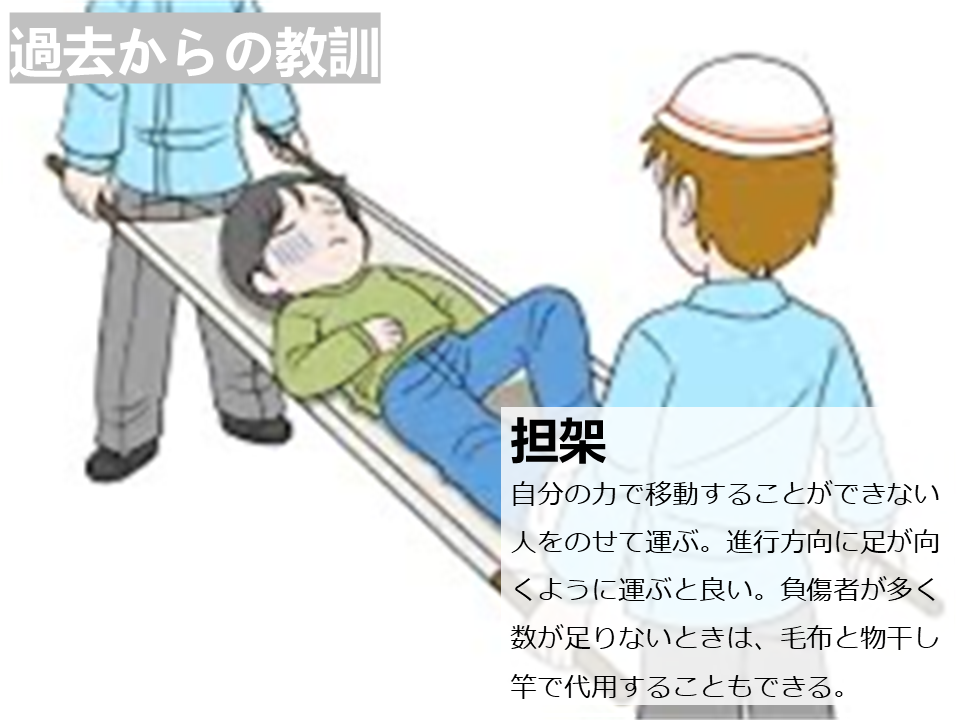 過去からの教訓
担架
自分の力で移動することができない
人をのせて運ぶ。進行方向に足が向
くように運ぶと良い。負傷者が多く
数が足りないときは、毛布と物干し
竿で代用することもできる。